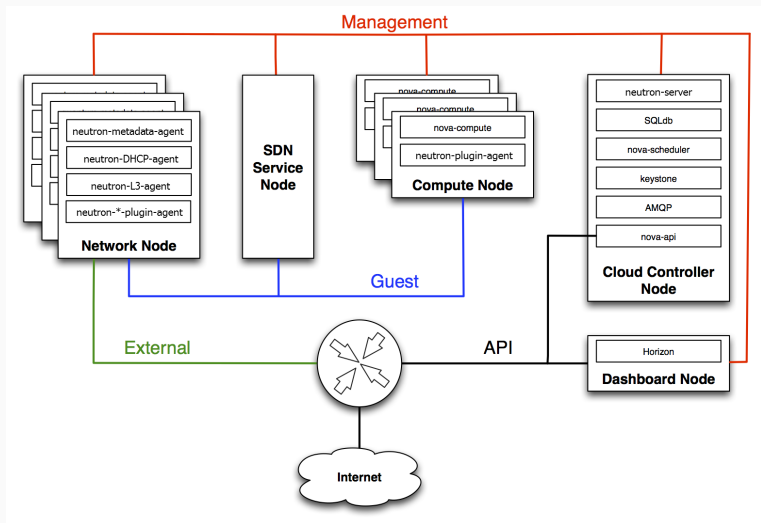 Management
neutron-metadata-agent
neutron-DHCP-agent
neutron-L3-agent
neutron-*-plugin-agent
Network Node
SDN
Service
Node
nova-compute
nova-compute
nova-compute
neutron-plugin-agent
Compute Node
neutron-server
SQLdb
nova-scheduler
keystone
AMQP
nova-api
Cloud Controller
Node
Guest
External
API
Horizon
Dashboard Node
Internet